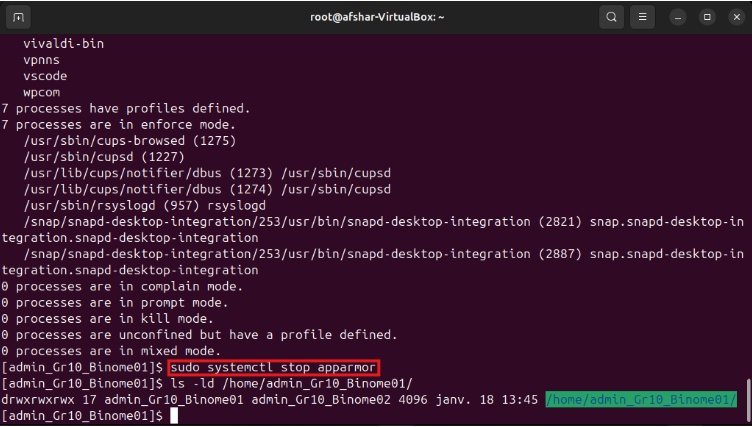 root@afshar-VirtualBox: ~
vivaldi-bin
vpnns
vscode
wpcom
7 processes have profiles defined.
7 processes are in enforce mode.
/usr/sbin/cups-browsed (1275)
/usr/sbin/cupsd (1227)
/usr/lib/cups/notifier/dbus (1273) /usr/sbin/cupsd
/usr/lib/cups/notifier/dbus (1274) /usr/sbin/cupsd
/usr/sbin/rsyslogd (957) rsyslogd
/snap/snapd-desktop-integration/253/usr/bin/snapd-desktop-integration (2821) snap.snapd-desktop-in
tegration.snapd-desktop-integration
/snap/snapd-desktop-integration/253/usr/bin/snapd-desktop-integration (2887) snap.snapd-desktop-in
tegration.snapd-desktop-integration
0 processes are in complain mode.
0 processes are in prompt mode.
0 processes are in kill mode.
0 processes are unconfined but have a profile defined.
0 processes are in mixed mode.
[admin_Gr10_Binome01]$ sudo systemctl stop apparmor
[admin_Gr10_Binome01]$ ls -ld /home/admin_Gr10_Binome01/
drwxrwxrwx 17 admin_Gr10_Binome01 admin_Gr10_Binome02 4096 janv. 18 13:45 /home/admin_Gr10_Binome01/
[admin_Gr10_Binome01]$